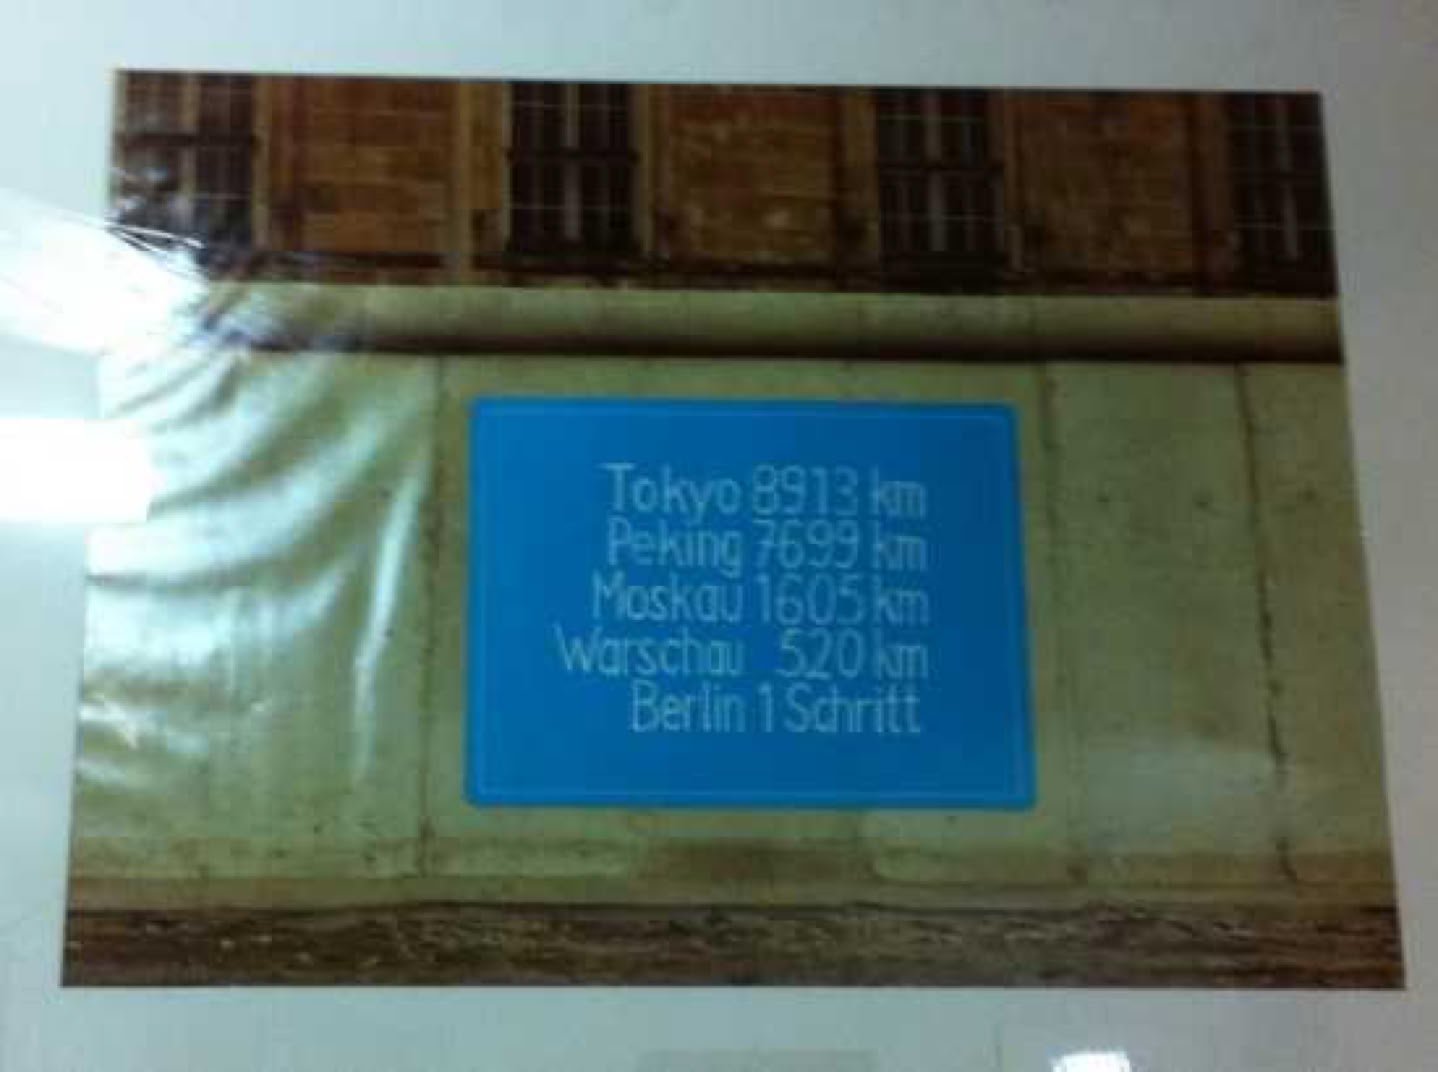 Tokyo 8913 km
Peking 7699 km
Moskau 1605 km
Warschau 520 km
Berlin 1 Schritt